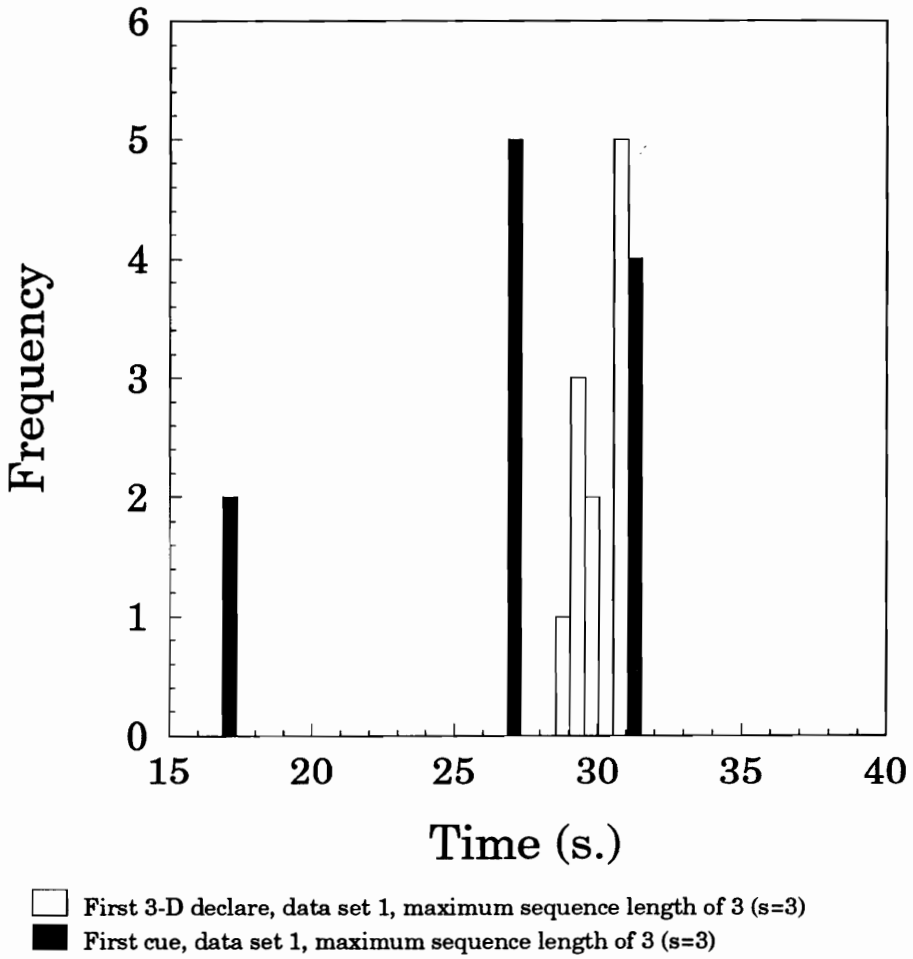 6
5
4
3
2
1
0
Frequency
15 20 25 30 35 40
Time (s.)
First 3-D declare, data set 1, maximum sequence length of 3 (s=3)
First cue, data set 1, maximum sequence length of 3 (s=3)